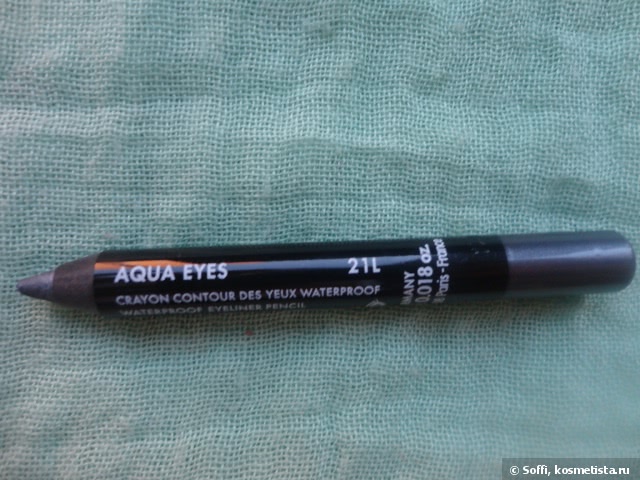 AQUA EYES 21L
CRAYON CONTOUR DES YEUX WATERPROOF
WATERPROOF EYELINER PENCIL
0.018 oz.
Paris - France
© Soffi, kosmetista.ru